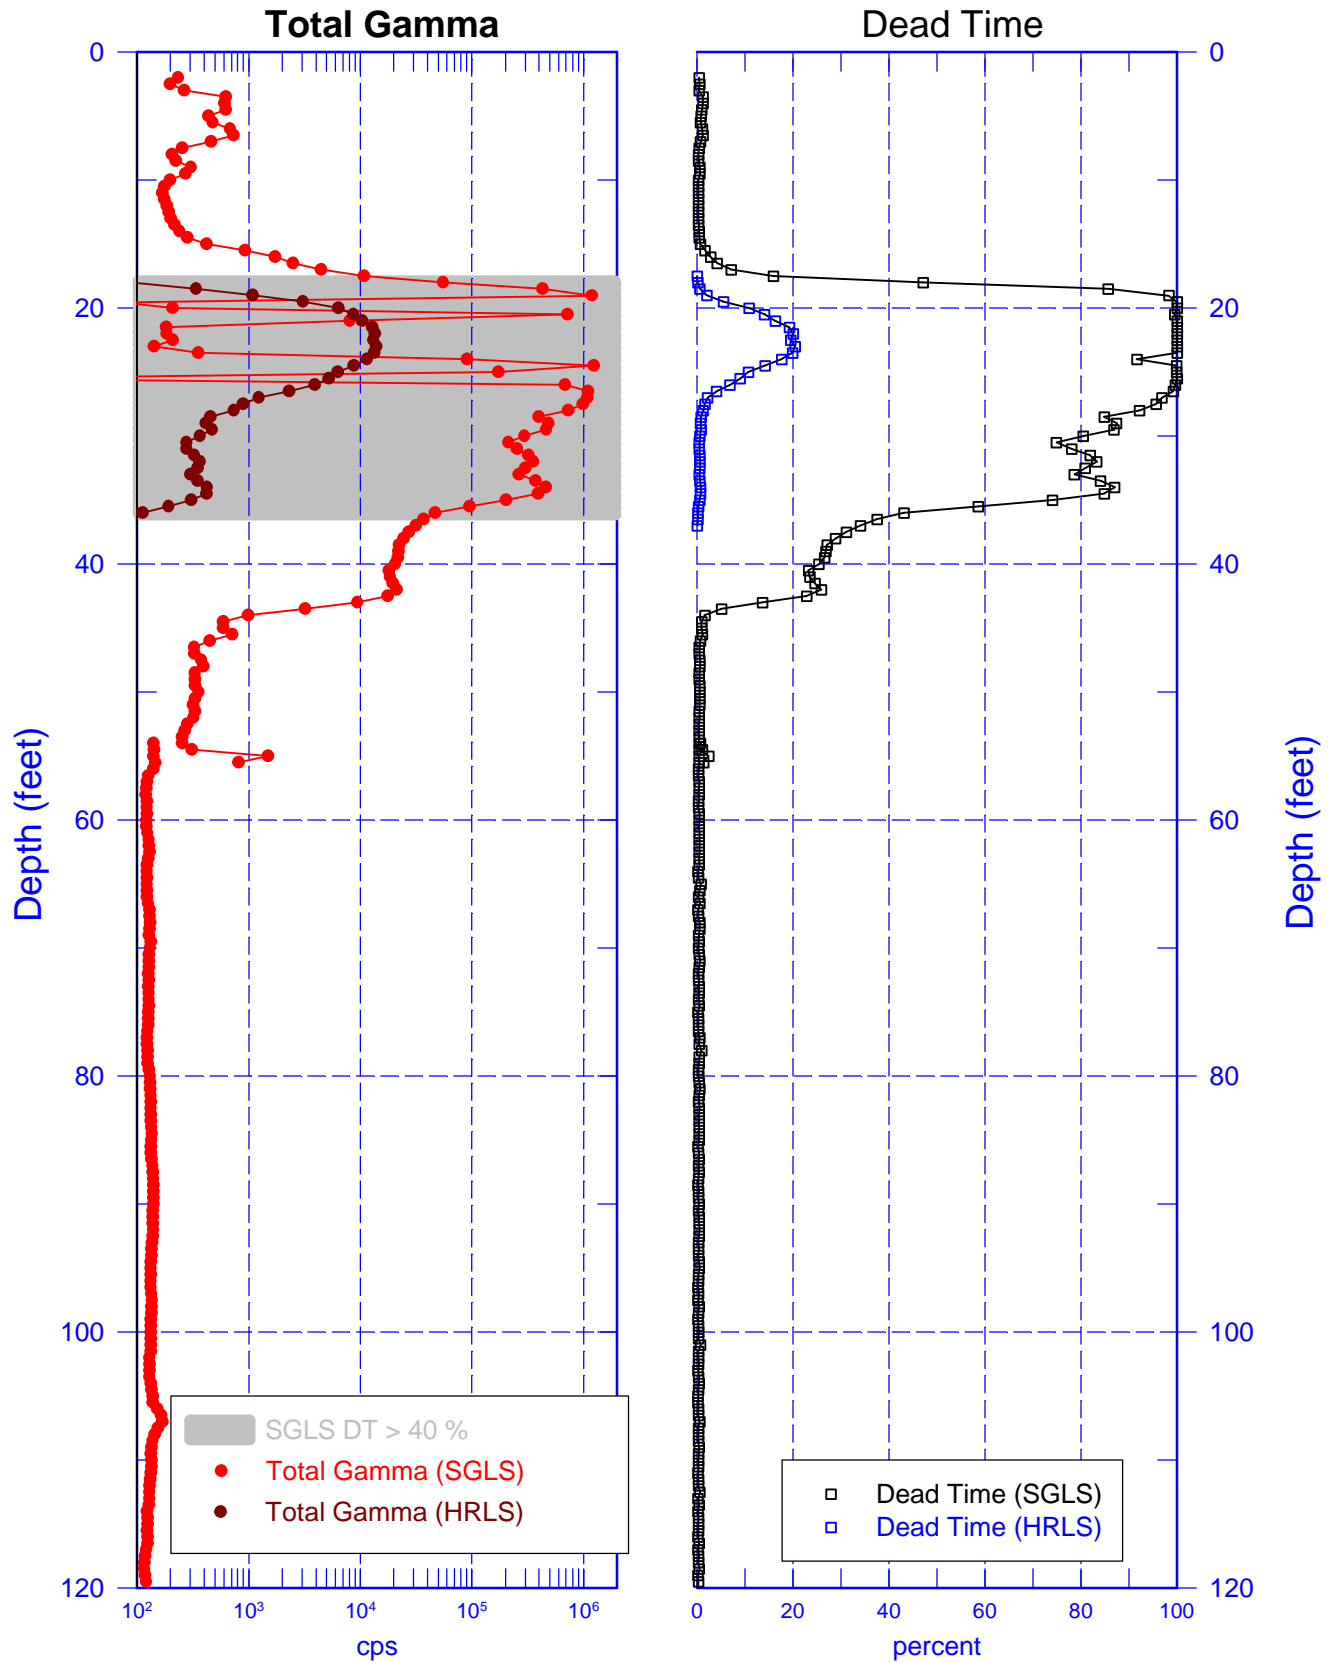 Total Gamma
Dead Time
0
0
20
20
40
40
60
60
80
80
100
100
120
120
Depth (feet)
Depth (feet)
SGLS DT > 40 %
Total Gamma (SGLS)
Total Gamma (HRLS)
Dead Time (SGLS)
Dead Time (HRLS)
10² 10³ 10⁴ 10⁵ 10⁶
0 20 40 60 80 100
cps
percent